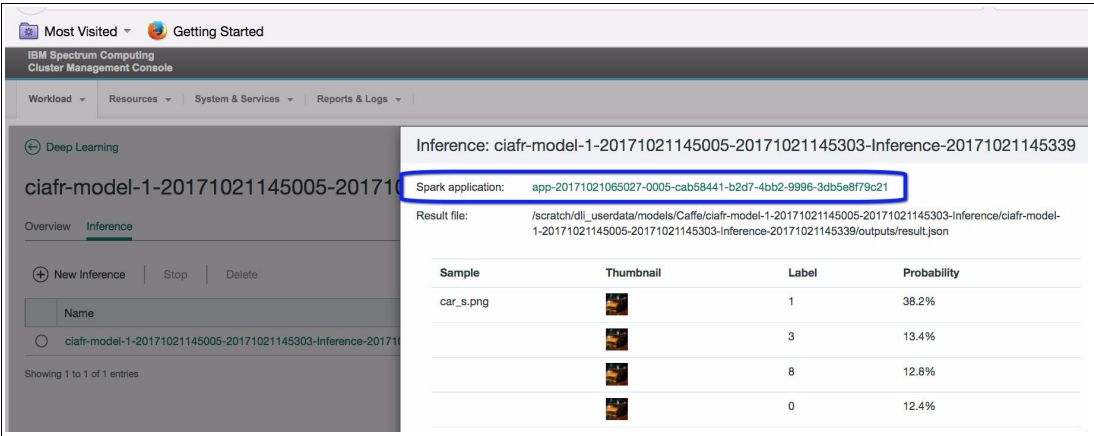 Most Visited
Getting Started
IBM Spectrum Computing
Cluster Management Console
Workload
Resources
System & Services
Reports & Logs
Deep Learning
ciafr-model-1-20171021145005-201710
Overview
Inference
New Inference
Stop
Delete
Name
ciafr-model-1-20171021145005-20171021145303-Inference-20171
Showing 1 to 1 of 1 entries
Inference: ciafr-model-1-20171021145005-20171021145303-Inference-20171021145339
Spark application: app-20171021065027-0005-cab58441-b2d7-4bb2-9996-3db5e8f79c21
Result file: /scratch/dli_userdata/models/Caffe/ciafr-model-1-20171021145005-20171021145303-Inference/ciafr-model-
1-20171021145005-20171021145303-Inference-20171021145339/outputs/result.json
Sample Thumbnail Label Probability
car_s.png 1 38.2%
3 13.4%
8 12.8%
0 12.4%